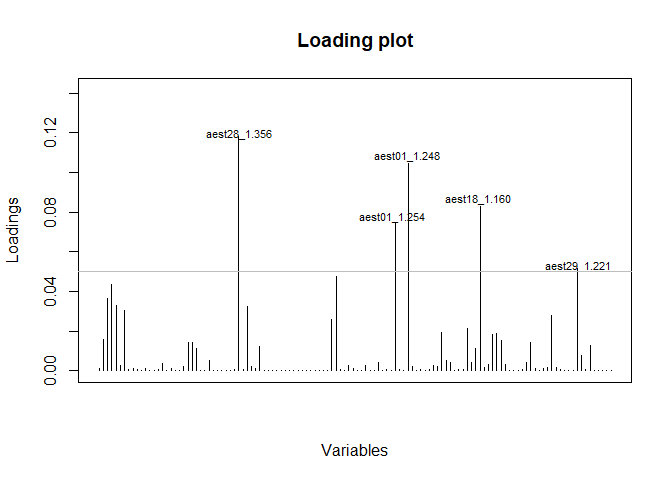 Loading plot
Loadings
0.12
0.08
0.04
0.00
aest28_1.356
aest01_1.248
aest18_1.160
aest01_1.254
aest29_1.221
Variables